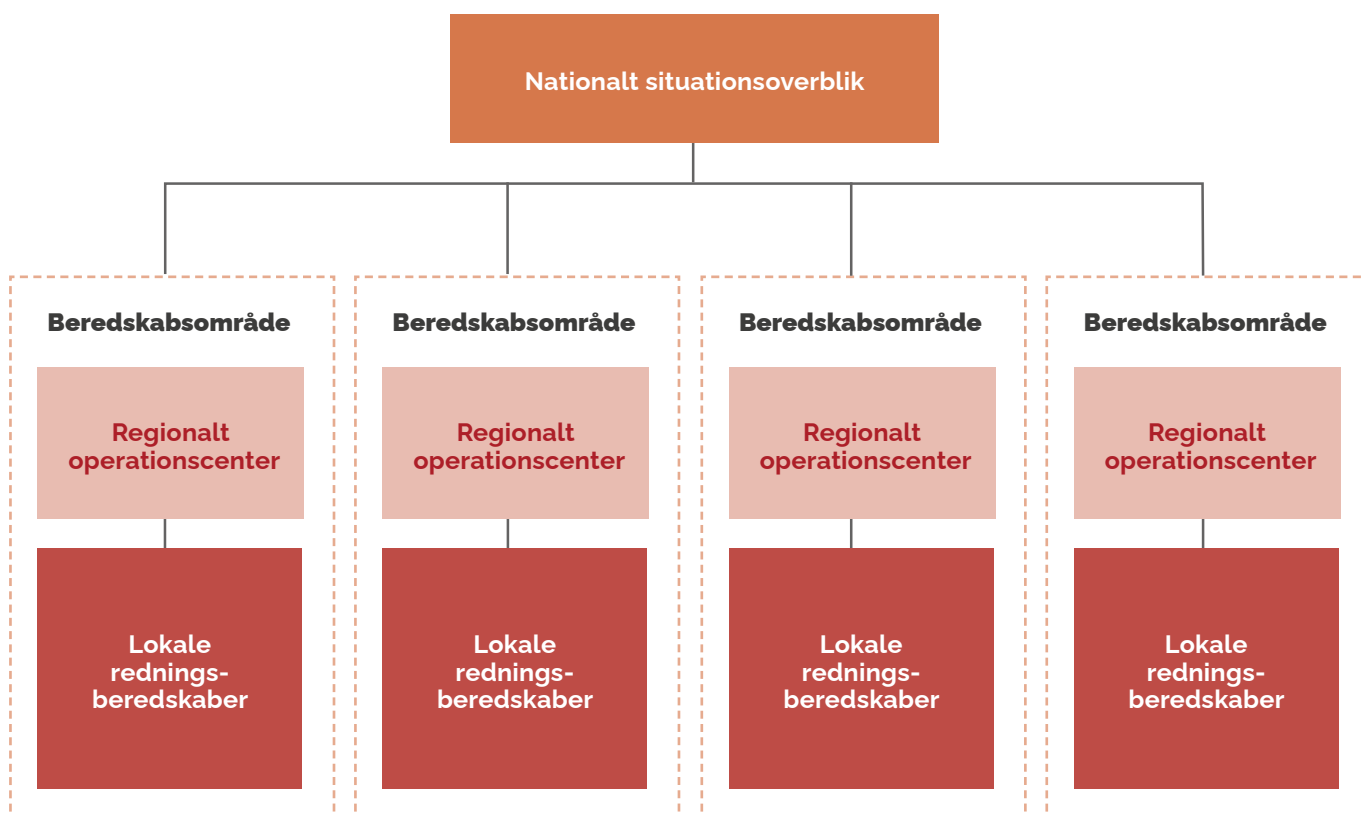 Nationalt situationsoverblik
Beredskabsområde
Regionalt
operationscenter
Lokale
rednings-
beredskaber
Beredskabsområde
Regionalt
operationscenter
Lokale
rednings-
beredskaber
Beredskabsområde
Regionalt
operationscenter
Lokale
rednings-
beredskaber
Beredskabsområde
Regionalt
operationscenter
Lokale
rednings-
beredskaber